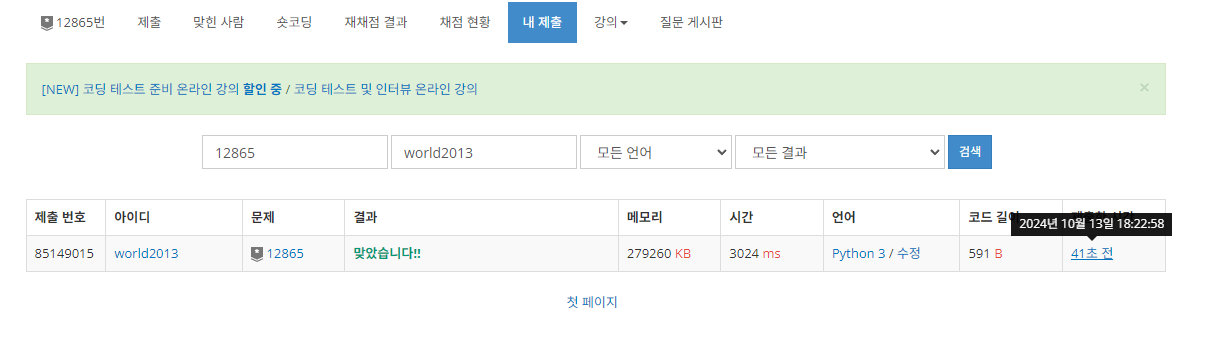 12865번 제출 맞힌 사람 숏코딩 재채점 결과 채점 현황 내 제출 강의 질문 게시판
[NEW] 코딩 테스트 준비 온라인 강의 할인 중 / 코딩 테스트 및 인터뷰 온라인 강의 ×
12865 world2013 모든 언어 모든 결과 검색
제출 번호 아이디 문제 결과 메모리 시간 언어 코드 길이
2024년 10월 13일 18:22:58
85149015 world2013 12865 맞았습니다!! 279260 KB 3024 ms Python 3 / 수정 591 B 41초 전
첫 페이지